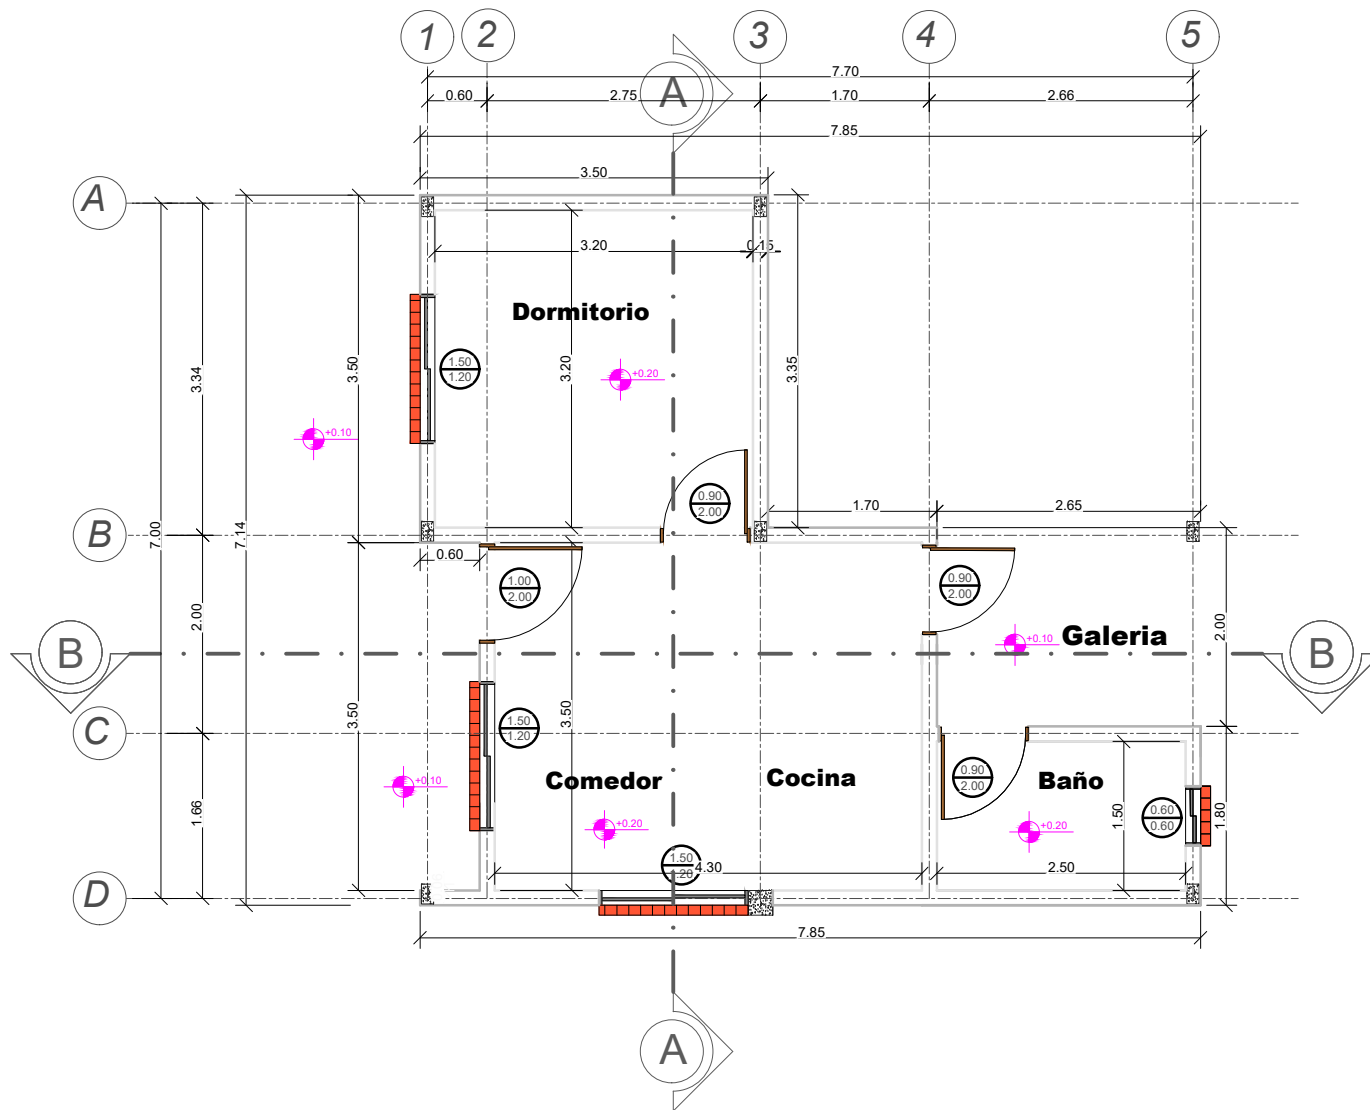 1 2 3 4 5
7.70
0.60 2.75 A 1.70 2.66
7.85
3.50
A
3.20 0.15
Dormitorio
1.50
1.20
+0.20
3.34 3.50 3.20 3.35
+0.10
0.90
2.00
1.70 2.65
B
7.00 7.14
0.60
1.00
2.00
0.90
2.00
2.00 2.00
Galeria
+0.10
B B
C
3.50 3.50
1.50
1.20
Comedor Cocina Baño
0.90
2.00
+0.10
1.66 1.50 1.80
0.60
0.60
+0.20 +0.20
1.50
1.20
4.30 2.50
D
7.85
A